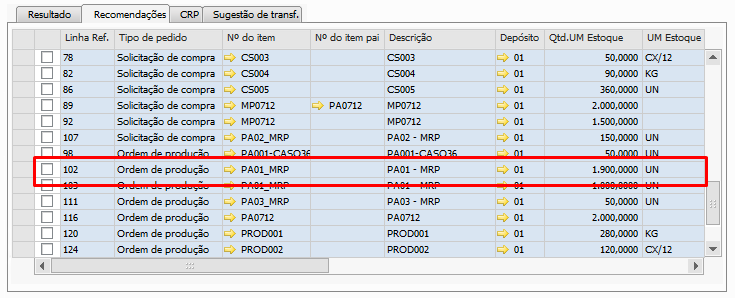 Resultado Recomendações CRP Sugestão de transf.
Linha Ref. Tipo de pedido Nº do item Nº do item pai Descrição Depósito Qtd.UM Estoque UM Estoque
78 Solicitação de compra CS003 CS003 01 50,0000 CX/12
82 Solicitação de compra CS004 CS004 01 90,0000 KG
86 Solicitação de compra CS005 CS005 01 360,0000 UN
89 Solicitação de compra MP0712 PA0712 MP0712 01 2.000,0000
92 Solicitação de compra MP0712 MP0712 01 1.500,0000
107 Solicitação de compra PA02_MRP PA02 - MRP 01 150,0000 UN
98 Ordem de produção PA001-CASO36 PA001-CASO36 01 50,0000 UN
102 Ordem de produção PA01_MRP PA01 - MRP 01 1.900,0000 UN
103 Ordem de produção PA01_MRP PA01 - MRP 01 1.000,0000 UN
111 Ordem de produção PA03_MRP PA03 - MRP 01 50,0000 UN
116 Ordem de produção PA0712 PA0712 01 2.000,0000
120 Ordem de produção PROD001 PROD001 01 280,0000 KG
124 Ordem de produção PROD002 PROD002 01 120,0000 CX/12